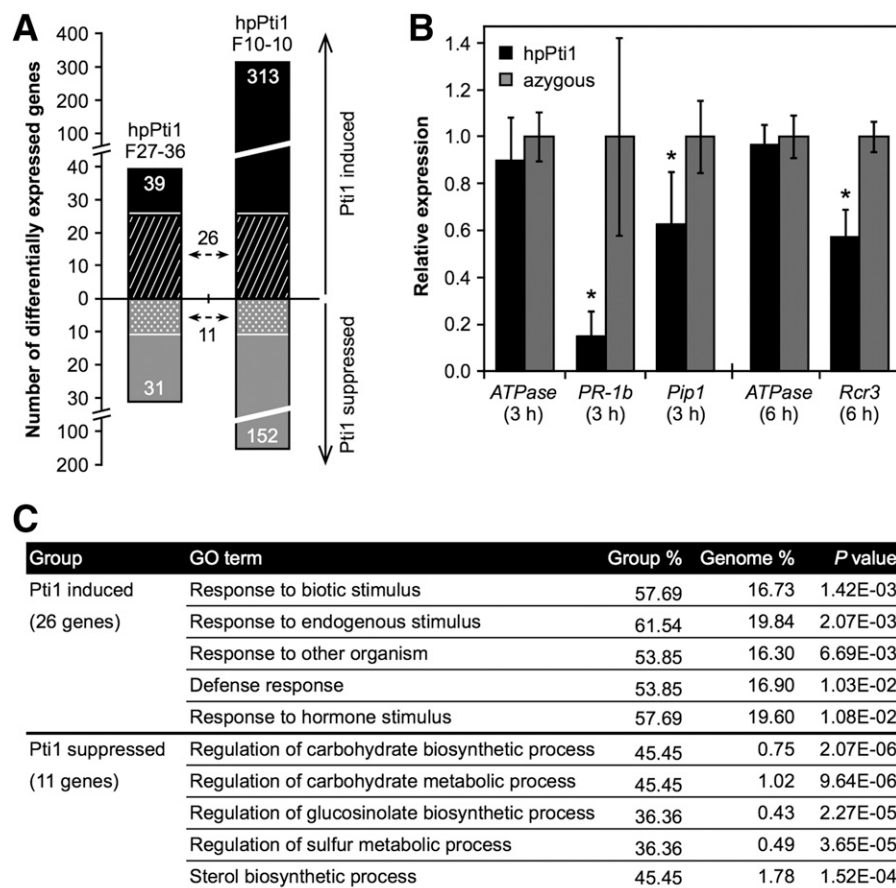 A
Number of differentially expressed genes
400
300
200
100
40
30
20
10
0
10
20
30
100
200
hpPti1
F27-36
hpPti1
F10-10
39
313
26
11
31
152
Pti1 induced
Pti1 suppressed
B
Relative expression
1.4
1.2
1.0
0.8
0.6
0.4
0.2
0.0
hpPti1
azygous
*
*
*
ATPase PR-1b Pip1 ATPase Rcr3
(3 h) (3 h) (3 h) (6 h) (6 h)
C
Group GO term Group % Genome % P value
Pti1 induced Response to biotic stimulus 57.69 16.73 1.42E-03
(26 genes) Response to endogenous stimulus 61.54 19.84 2.07E-03
Response to other organism 53.85 16.30 6.69E-03
Defense response 53.85 16.90 1.03E-02
Response to hormone stimulus 57.69 19.60 1.08E-02
Pti1 suppressed Regulation of carbohydrate biosynthetic process 45.45 0.75 2.07E-06
(11 genes) Regulation of carbohydrate metabolic process 45.45 1.02 9.64E-06
Regulation of glucosinolate biosynthetic process 36.36 0.43 2.27E-05
Regulation of sulfur metabolic process 36.36 0.49 3.65E-05
Sterol biosynthetic process 45.45 1.78 1.52E-04